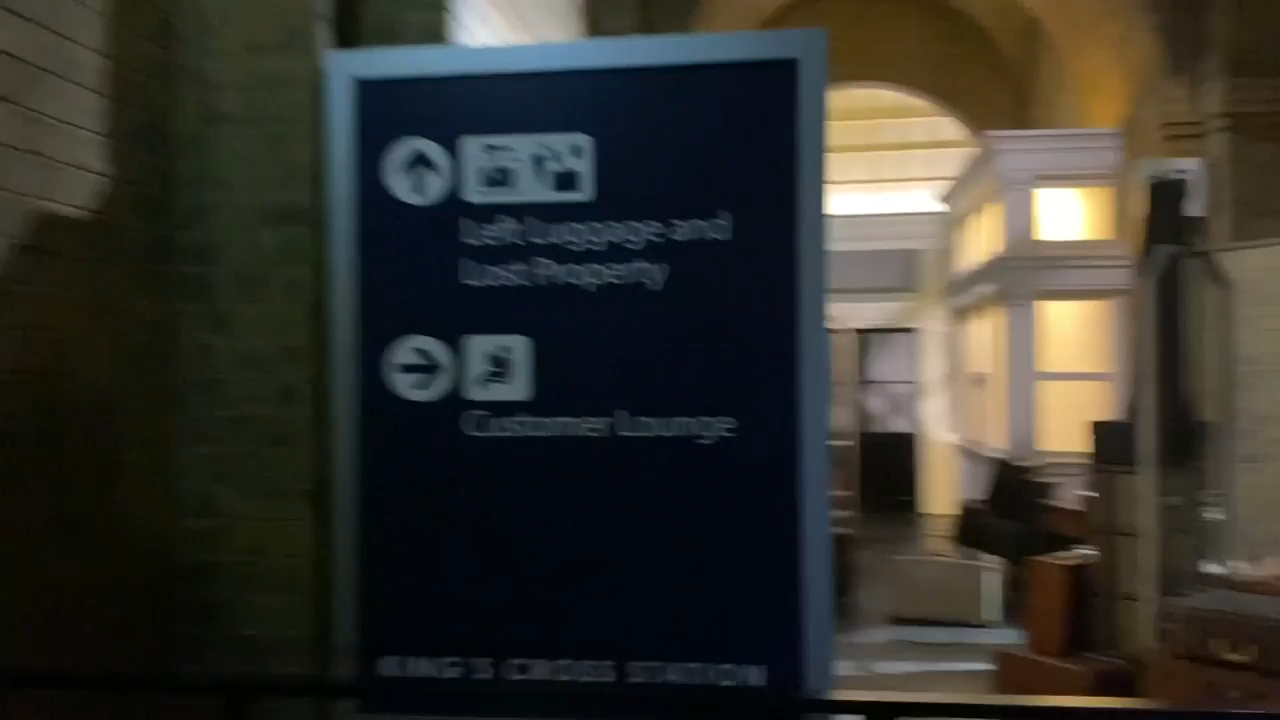 Left Luggage and
Lost Property
Customer Lounge
KING'S CROSS STATION